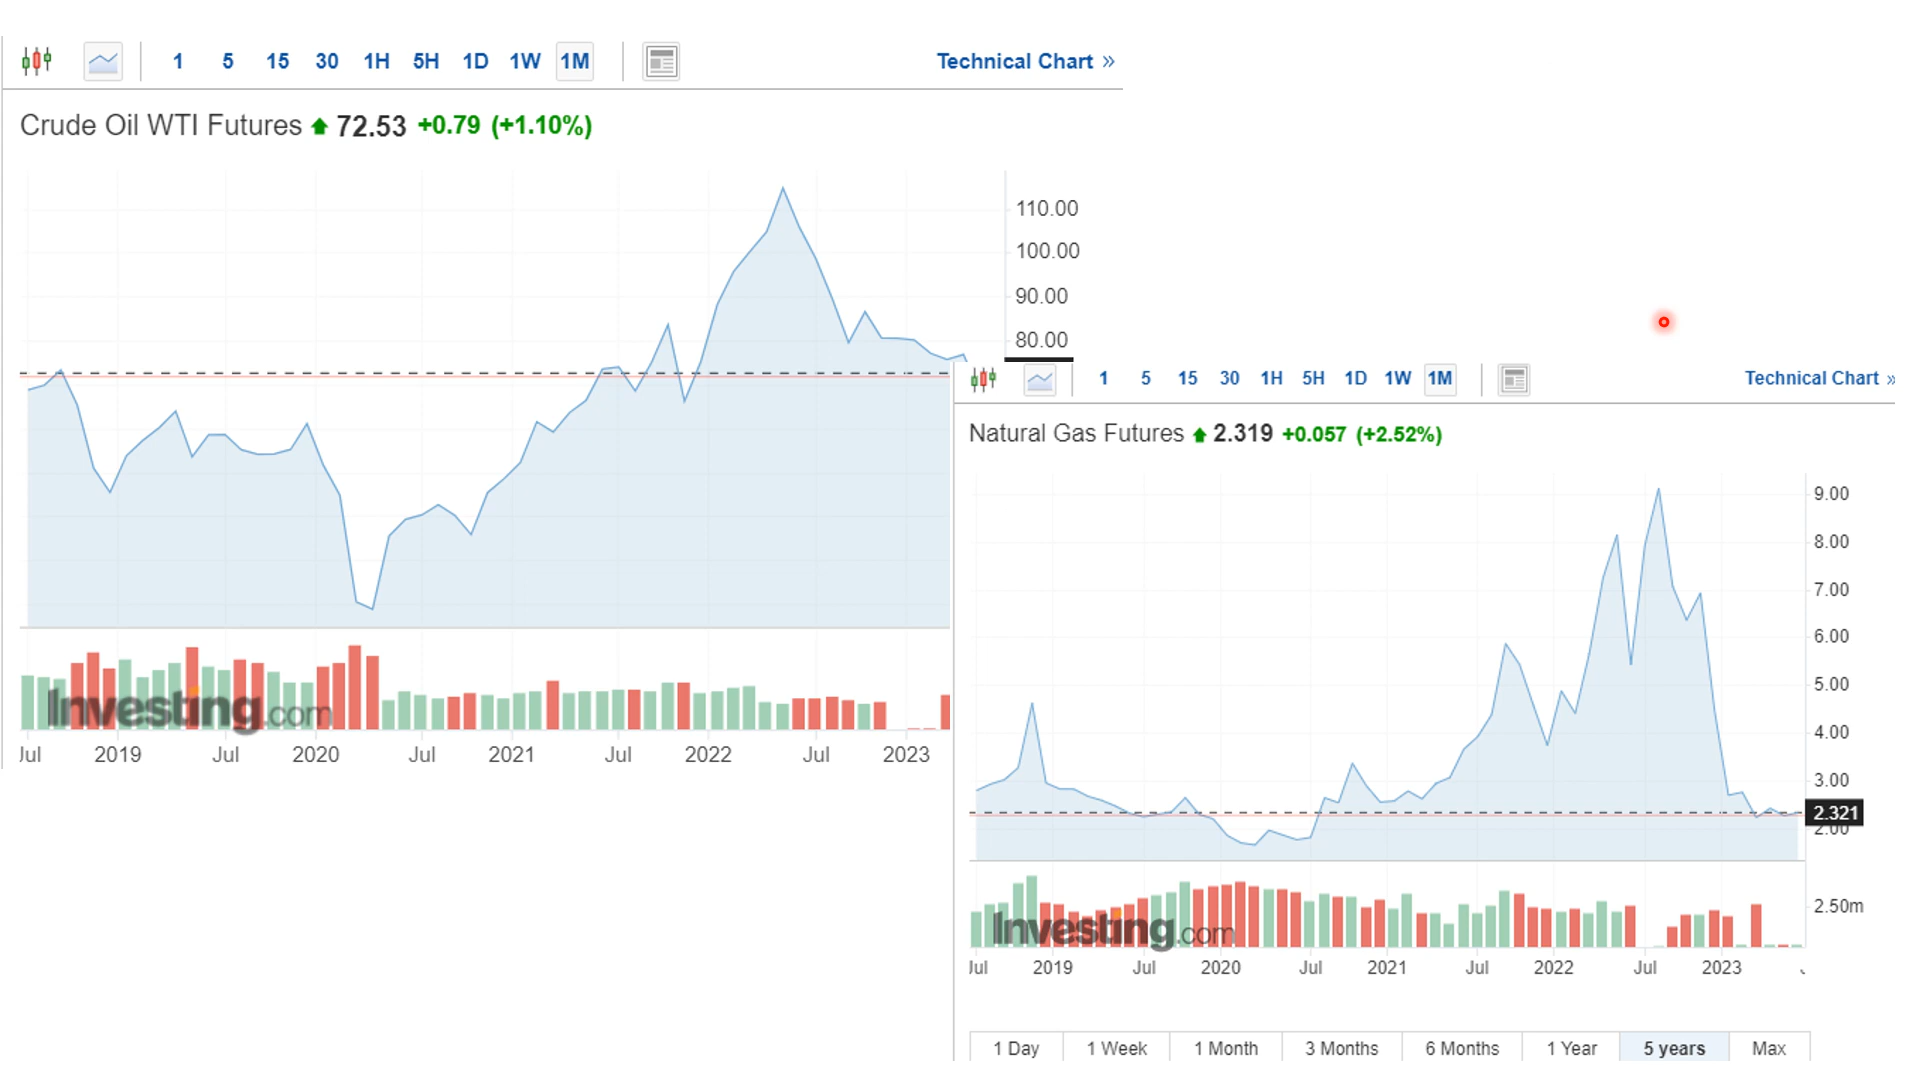 1 5 15 30 1H 5H 1D 1W 1M Technical Chart »
Crude Oil WTI Futures 72.53 +0.79 (+1.10%)
110.00
100.00
90.00
80.00
Investing.com
Jul 2019 Jul 2020 Jul 2021 Jul 2022 Jul 2023
1 5 15 30 1H 5H 1D 1W 1M Technical Chart »
Natural Gas Futures 2.319 +0.057 (+2.52%)
9.00
8.00
7.00
6.00
5.00
4.00
3.00
2.321
2.00
2.50m
Investing.com
Jul 2019 Jul 2020 Jul 2021 Jul 2022 Jul 2023
1 Day 1 Week 1 Month 3 Months 6 Months 1 Year 5 years Max